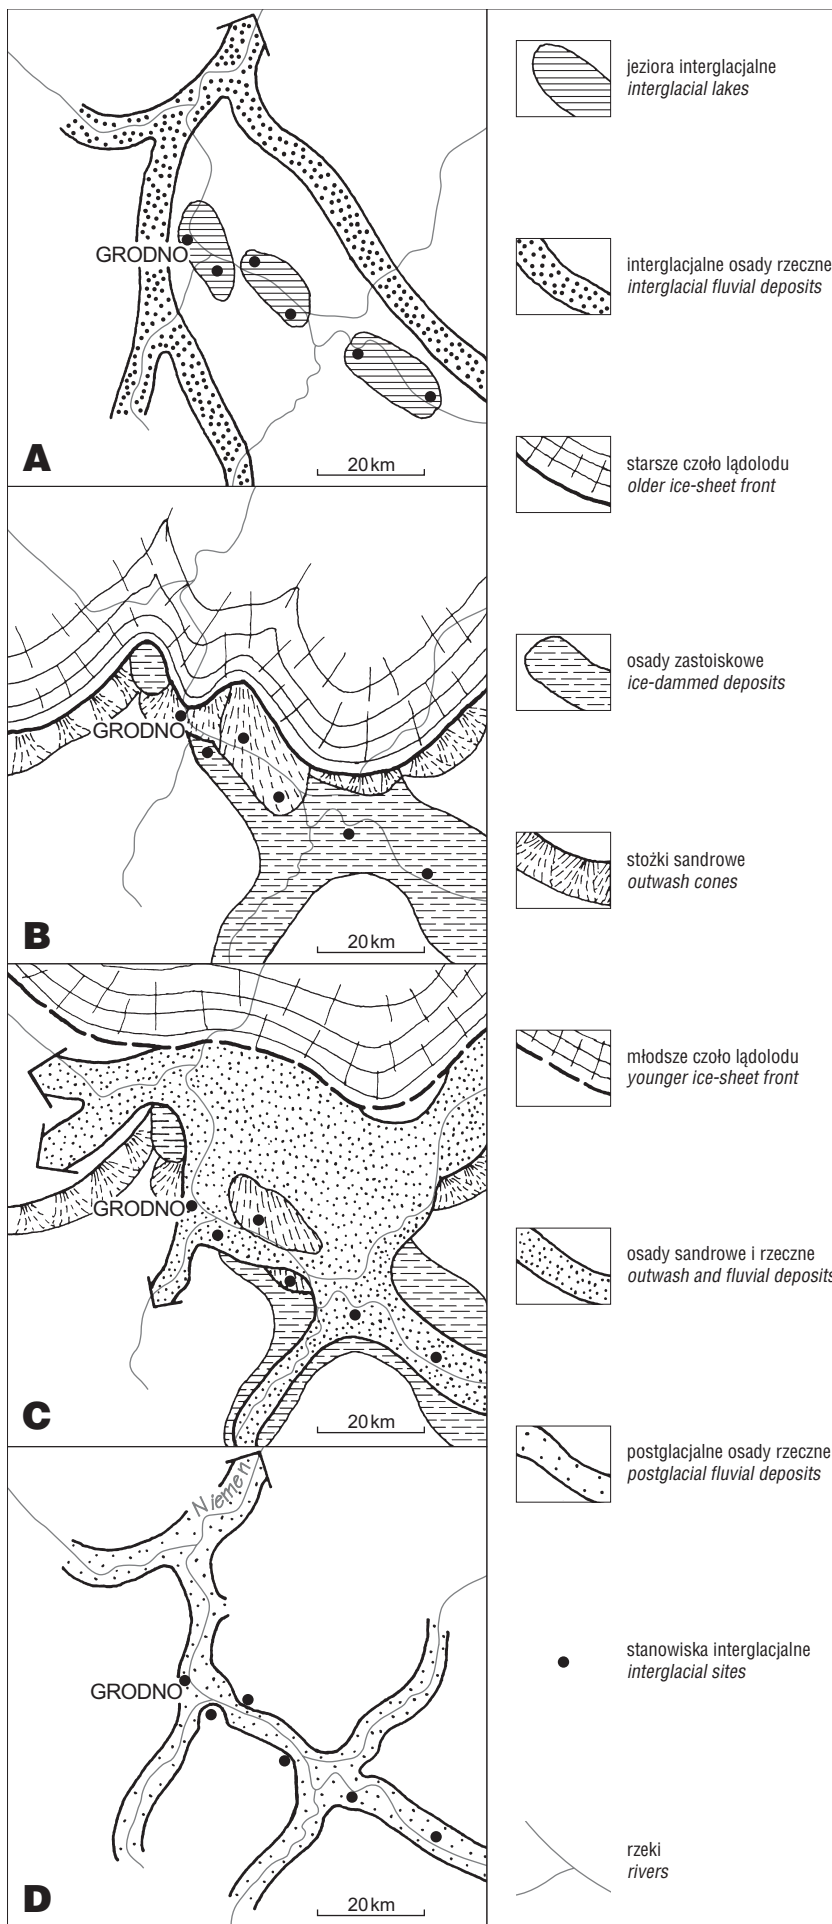 GRODNO
A
20 km
GRODNO
B
20 km
GRODNO
C
20 km
Niemen
GRODNO
D
20 km
jeziora interglacjalne
interglacial lakes
interglacjalne osady rzeczne
interglacial fluvial deposits
starsze czoło lądolodu
older ice-sheet front
osady zastoiskowe
ice-dammed deposits
stożki sandrowe
outwash cones
młodsze czoło lądolodu
younger ice-sheet front
osady sandrowe i rzeczne
outwash and fluvial deposits
postglacjalne osady rzeczne
postglacial fluvial deposits
stanowiska interglacjalne
interglacial sites
rzeki
rivers